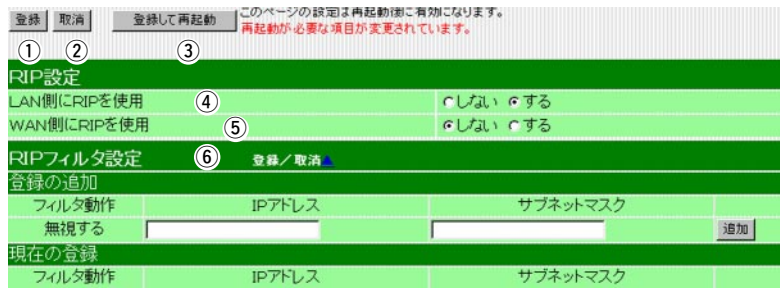 登録 取消 登録して再起動 このページの設定は再起動後に有効になります。
再起動が必要な項目が変更されています。
① ② ③
RIP設定
LAN側にRIPを使用 ④ しない する
WAN側にRIPを使用 ⑤ しない する
RIPフィルタ設定 ⑥ 登録/取消▲
登録の追加
フィルタ動作 IPアドレス サブネットマスク
無視する 追加
現在の登録
フィルタ動作 IPアドレス サブネットマスク